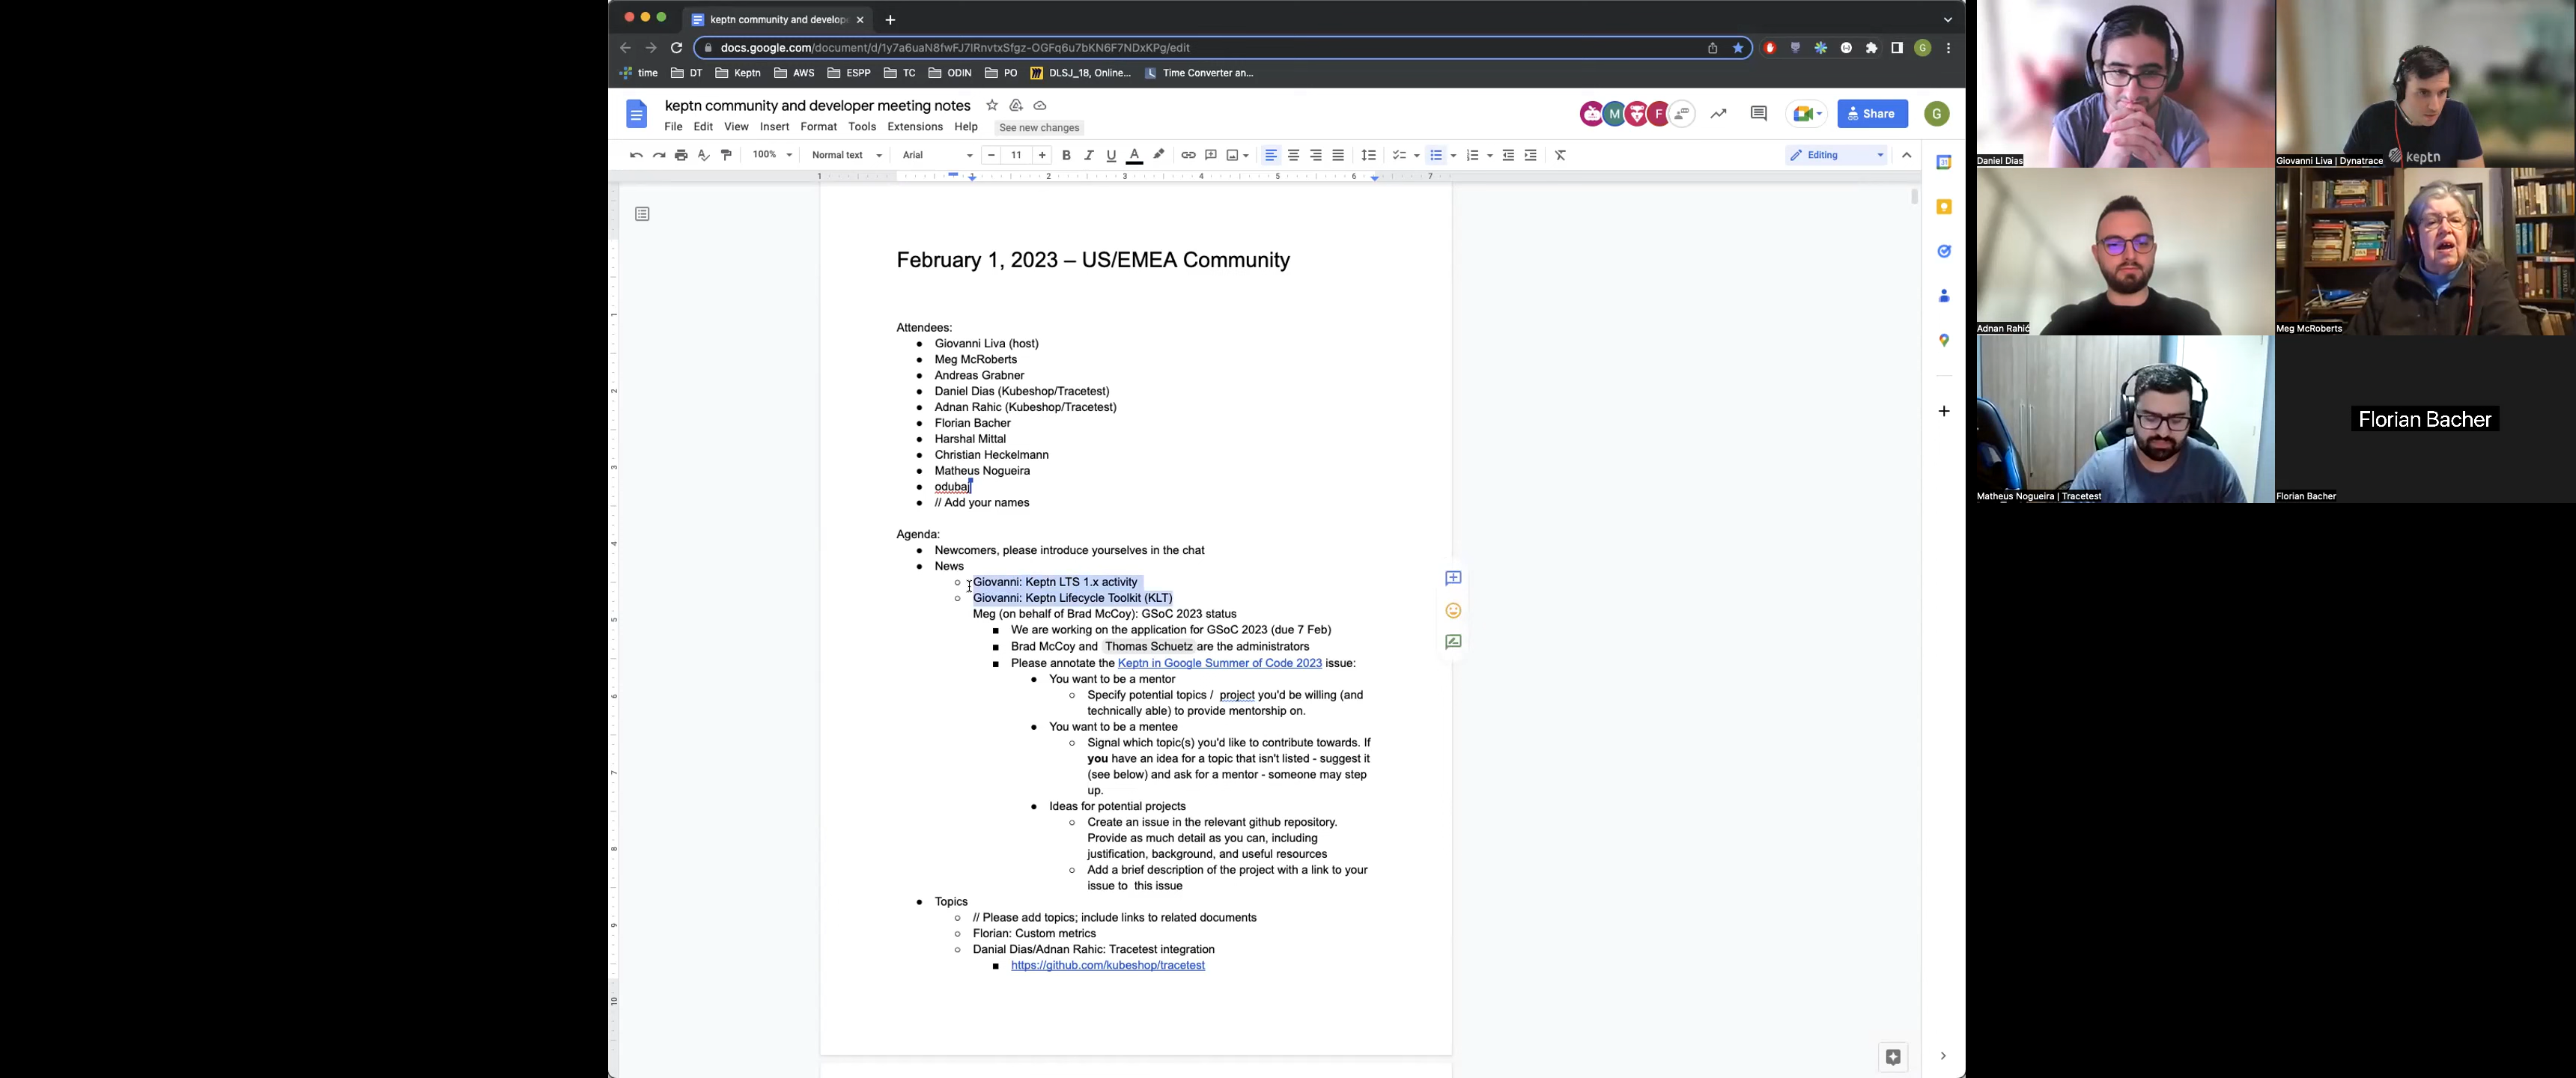 keptn community and develop
docs.google.com/document/d/1y7a6uaN8fwFJ7lRnvtxSfgz-OGFq6u7bKN6F7NDxKPg/edit
time DT Keptn AWS ESPP TC ODIN PO DLSJ_18, Online... Time Converter an...
keptn community and developer meeting notes
File Edit View Insert Format Tools Extensions Help See new changes
M F Share G
100% Normal text Arial 11 Editing
1 1 2 3 4 5 6 7
February 1, 2023 – US/EMEA Community
Attendees:
● Giovanni Liva (host)
● Meg McRoberts
● Andreas Grabner
● Daniel Dias (Kubeshop/Tracetest)
● Adnan Rahic (Kubeshop/Tracetest)
● Florian Bacher
● Harshal Mittal
● Christian Heckelmann
● Matheus Nogueira
● odubaj
● // Add your names
Agenda:
● Newcomers, please introduce yourselves in the chat
● News
○ Giovanni: Keptn LTS 1.x activity
○ Giovanni: Keptn Lifecycle Toolkit (KLT)
Meg (on behalf of Brad McCoy): GSoC 2023 status
■ We are working on the application for GSoC 2023 (due 7 Feb)
■ Brad McCoy and Thomas Schuetz are the administrators
■ Please annotate the Keptn in Google Summer of Code 2023 issue:
● You want to be a mentor
○ Specify potential topics / project you'd be willing (and
technically able) to provide mentorship on.
● You want to be a mentee
○ Signal which topic(s) you'd like to contribute towards. If
you have an idea for a topic that isn't listed - suggest it
(see below) and ask for a mentor - someone may step
up.
● Ideas for potential projects
○ Create an issue in the relevant github repository.
Provide as much detail as you can, including
justification, background, and useful resources
○ Add a brief description of the project with a link to your
issue to this issue
● Topics
○ // Please add topics; include links to related documents
○ Florian: Custom metrics
○ Danial Dias/Adnan Rahic: Tracetest integration
■ https://github.com/kubeshop/tracetest
Daniel Dias
keptn
Giovanni Liva | Dynatrace
Adnan Rahić
Meg McRoberts
Matheus Nogueira | Tracetest
Florian Bacher
Florian Bacher